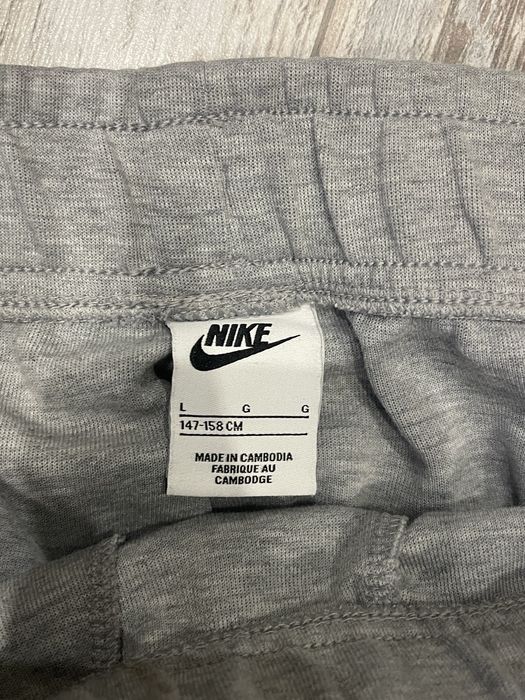 NIKE
L G G
147-158 CM
MADE IN CAMBODIA
FABRIQUE AU
CAMBODGE